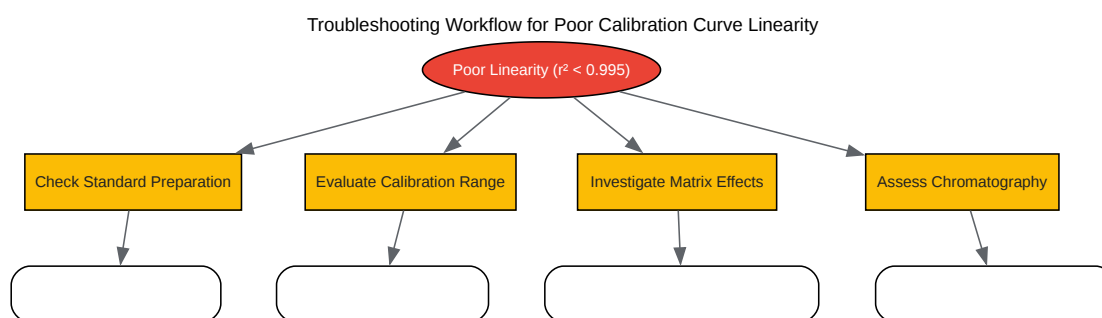 Troubleshooting Workflow for Poor Calibration Curve Linearity
Poor Linearity (r² < 0.995)
Check Standard Preparation
Evaluate Calibration Range
Investigate Matrix Effects
Assess Chromatography